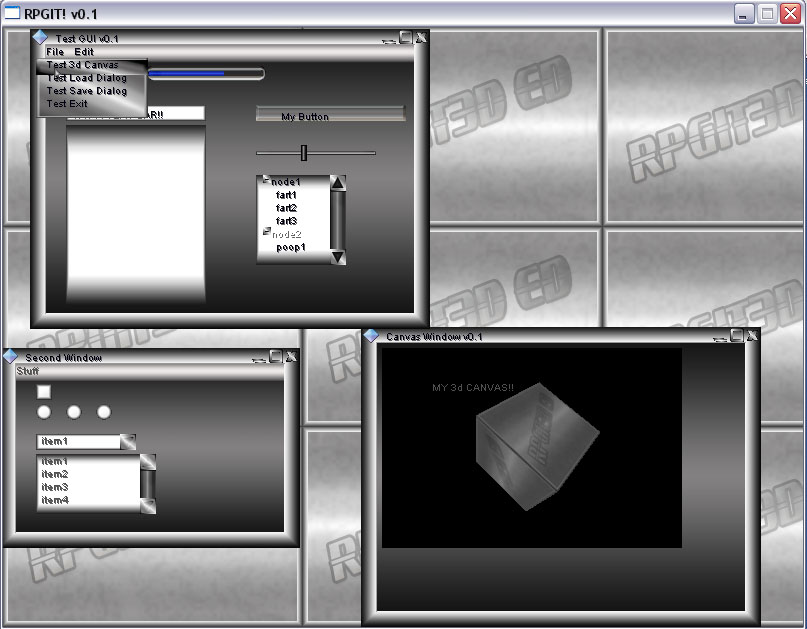 RPGIT! v0.1
Test GUI v0.1
File Edit
Test 3d Canvas
Test Load Dialog
Test Save Dialog
Test Exit
My Button
node1
fart1
fart2
fart3
node2
poop1
RPGIT3D ED
RPGIT3D
Second Window
Stuff
item1
item1
item2
item3
item4
Canvas Window v0.1
MY 3d CANVAS!!